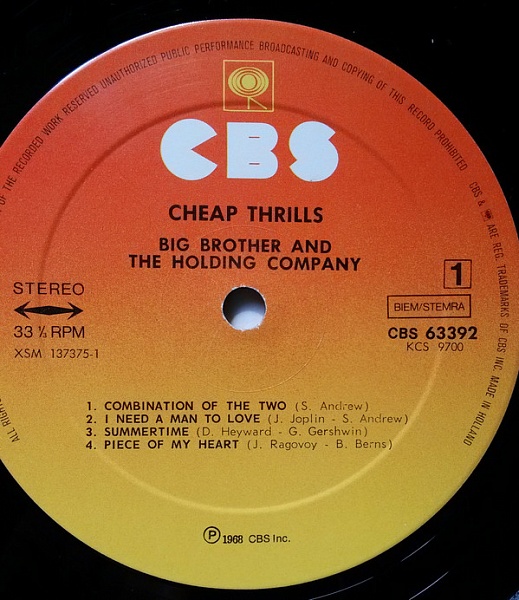 OF THE RECORDED WORK RESERVED UNAUTHORIZED PUBLIC PERFORMANCE BROADCASTING AND COPYING OF THIS RECORD PROHIBITED
CBS & ARE REG. TRADEMARKS OF CBS INC. MADE IN HOLLAND
CBS
CHEAP THRILLS
BIG BROTHER AND
THE HOLDING COMPANY
STEREO
33 ⅓ RPM
XSM 137375-1
1
BIEM/STEMRA
CBS 63392
KCS 9700
1. COMBINATION OF THE TWO (S. Andrew)
2. I NEED A MAN TO LOVE (J. Joplin - S. Andrew)
3. SUMMERTIME (D. Heyward - G. Gershwin)
4. PIECE OF MY HEART (J. Ragovoy - B. Berns)
ALL RIGHTS
Ⓟ 1968 CBS Inc.